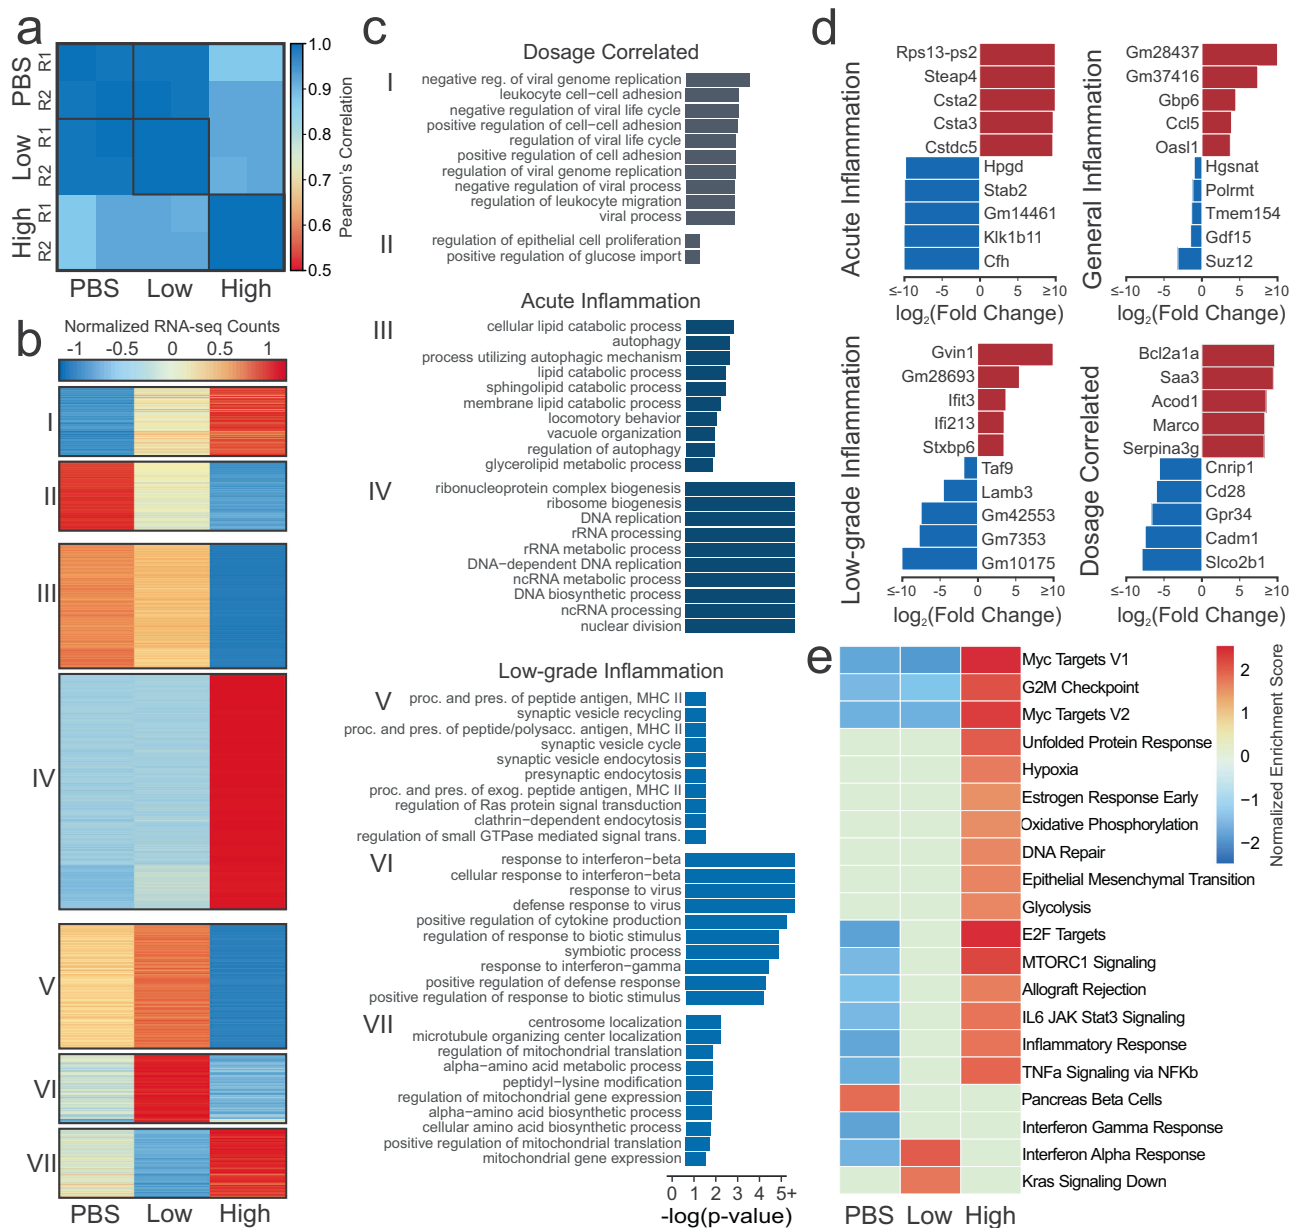 a
PBS
Low
High
R1
R2
R1
R2
R1
R2
PBS Low High
1.0
0.9
0.8
0.7
0.6
0.5
Pearson's Correlation
b
Normalized RNA-seq Counts
-1 -0.5 0 0.5 1
I
II
III
IV
V
VI
VII
PBS Low High
c
Dosage Correlated
I
negative reg. of viral genome replication
leukocyte cell−cell adhesion
negative regulation of viral life cycle
positive regulation of cell−cell adhesion
regulation of viral life cycle
positive regulation of cell adhesion
regulation of viral genome replication
negative regulation of viral process
regulation of leukocyte migration
viral process
II
regulation of epithelial cell proliferation
positive regulation of glucose import
Acute Inflammation
III
cellular lipid catabolic process
autophagy
process utilizing autophagic mechanism
lipid catabolic process
sphingolipid catabolic process
membrane lipid catabolic process
locomotory behavior
vacuole organization
regulation of autophagy
glycerolipid metabolic process
IV
ribonucleoprotein complex biogenesis
ribosome biogenesis
DNA replication
rRNA processing
rRNA metabolic process
DNA−dependent DNA replication
ncRNA metabolic process
DNA biosynthetic process
ncRNA processing
nuclear division
Low-grade Inflammation
V
proc. and pres. of peptide antigen, MHC II
synaptic vesicle recycling
proc. and pres. of peptide/polysacc. antigen, MHC II
synaptic vesicle cycle
synaptic vesicle endocytosis
presynaptic endocytosis
proc. and pres. of exog. peptide antigen, MHC II
regulation of Ras protein signal transduction
clathrin−dependent endocytosis
regulation of small GTPase mediated signal trans.
VI
response to interferon−beta
cellular response to interferon−beta
response to virus
defense response to virus
positive regulation of cytokine production
regulation of response to biotic stimulus
symbiotic process
response to interferon−gamma
positive regulation of defense response
positive regulation of response to biotic stimulus
VII
centrosome localization
microtubule organizing center localization
regulation of mitochondrial translation
alpha−amino acid metabolic process
peptidyl−lysine modification
regulation of mitochondrial gene expression
alpha−amino acid biosynthetic process
cellular amino acid biosynthetic process
positive regulation of mitochondrial translation
mitochondrial gene expression
0 1 2 3 4 5+
-log(p-value)
d
Acute Inflammation
Rps13-ps2
Steap4
Csta2
Csta3
Cstdc5
Hpgd
Stab2
Gm14461
Klk1b11
Cfh
≤-10 -5 0 5 ≥10
log2(Fold Change)
General Inflammation
Gm28437
Gm37416
Gbp6
Ccl5
Oasl1
Hgsnat
Polrmt
Tmem154
Gdf15
Suz12
≤-10 -5 0 5 ≥10
log2(Fold Change)
Low-grade Inflammation
Gvin1
Gm28693
Ifit3
Ifi213
Stxbp6
Taf9
Lamb3
Gm42553
Gm7353
Gm10175
≤-10 -5 0 5 ≥10
log2(Fold Change)
Dosage Correlated
Bcl2a1a
Saa3
Acod1
Marco
Serpina3g
Cnrip1
Cd28
Gpr34
Cadm1
Slco2b1
≤-10 -5 0 5 ≥10
log2(Fold Change)
e
Myc Targets V1
G2M Checkpoint
Myc Targets V2
Unfolded Protein Response
Hypoxia
Estrogen Response Early
Oxidative Phosphorylation
DNA Repair
Epithelial Mesenchymal Transition
Glycolysis
E2F Targets
MTORC1 Signaling
Allograft Rejection
IL6 JAK Stat3 Signaling
Inflammatory Response
TNFa Signaling via NFKb
Pancreas Beta Cells
Interferon Gamma Response
Interferon Alpha Response
Kras Signaling Down
PBS Low High
2
1
0
−1
−2
Normalized Enrichment Score